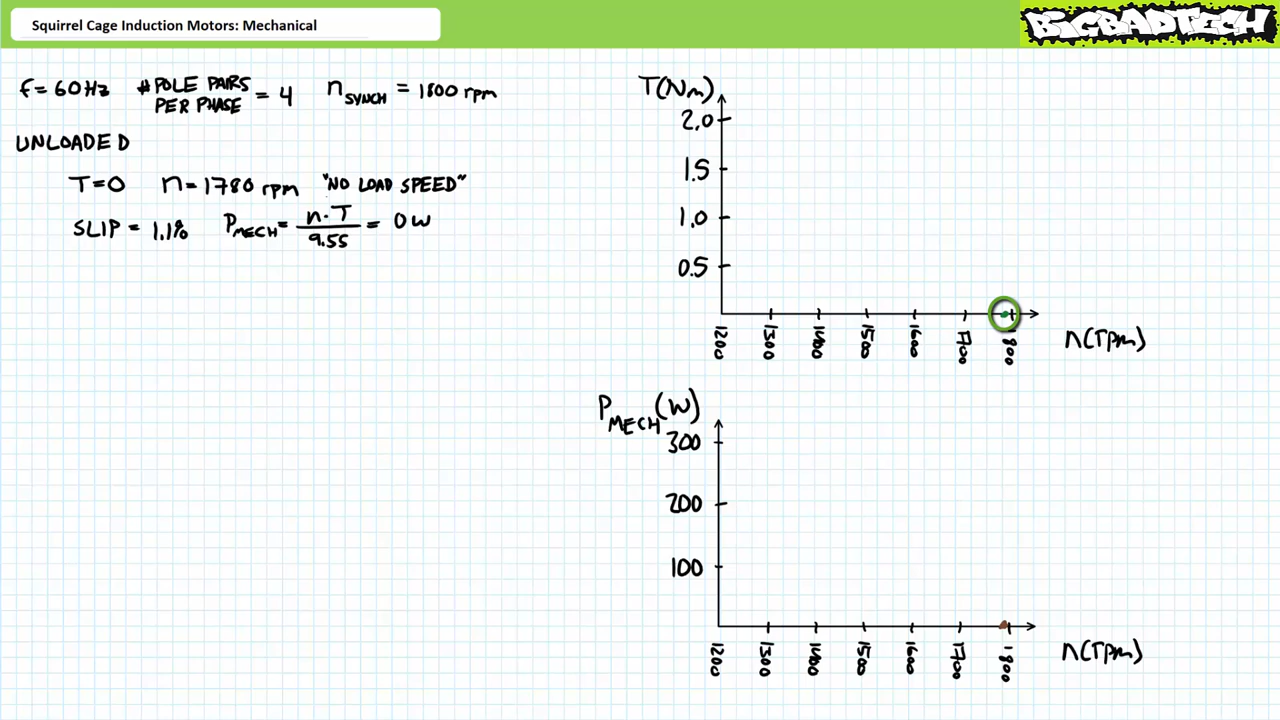 Squirrel Cage Induction Motors: Mechanical
BIGBADTECH
f = 60Hz # POLE PAIRS PER PHASE = 4 nSYNCH = 1800 rpm
UNLOADED
T=0 n=1780 rpm "NO LOAD SPEED"
SLIP = 1.1% PMECH = n·T / 9.55 = 0W
T(Nm)
2.0
1.5
1.0
0.5
1200 1300 1400 1500 1600 1700 1800 n(rpm)
PMECH(W)
300
200
100
1200 1300 1400 1500 1600 1700 1800 n(rpm)